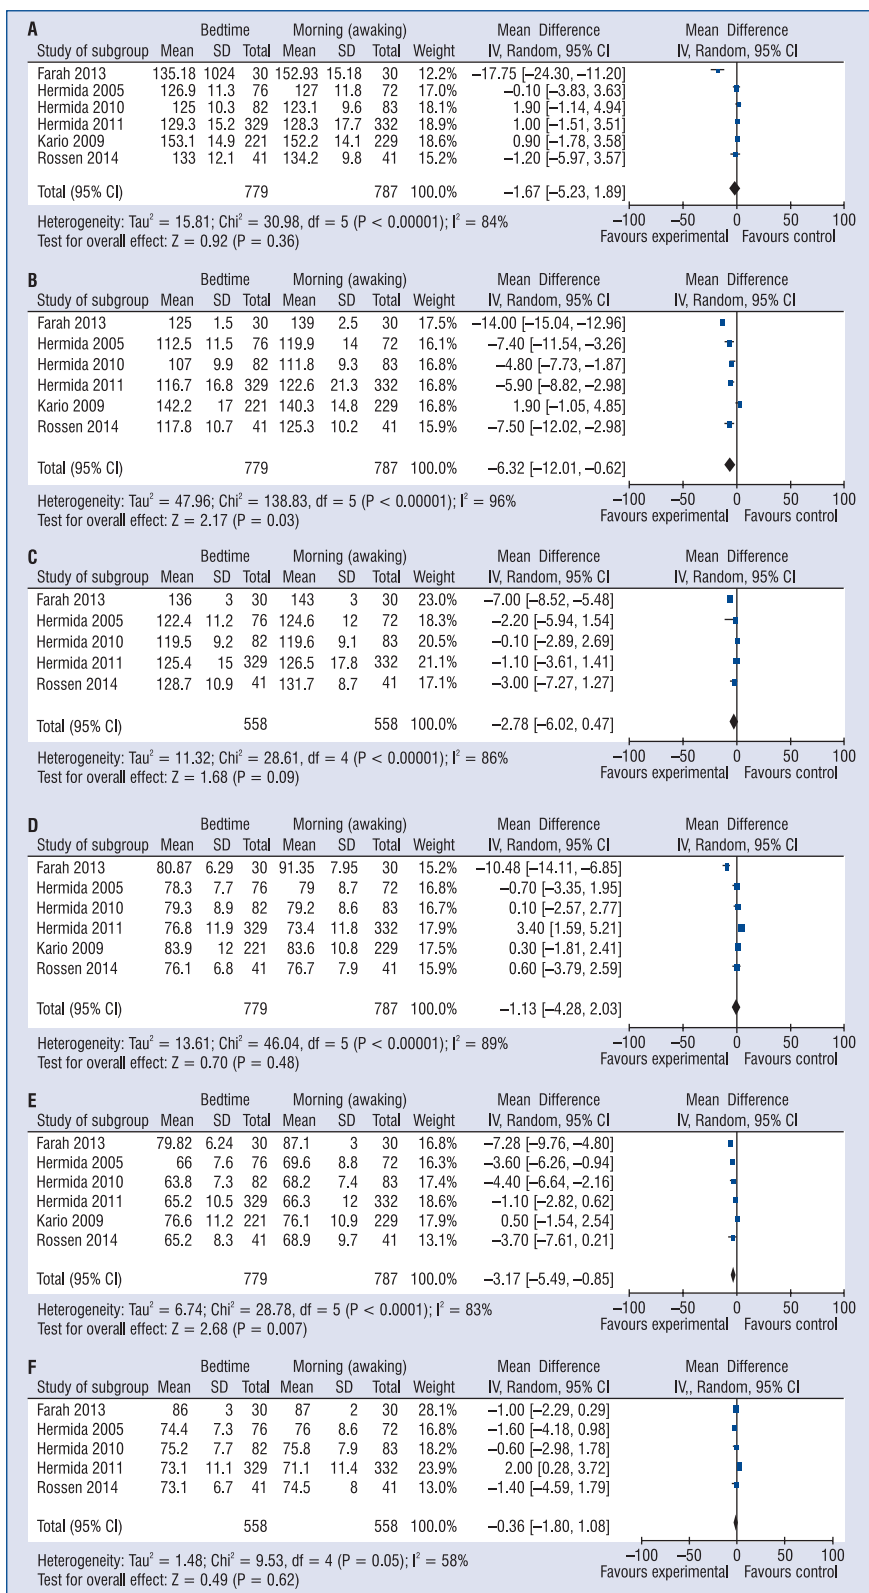 A
Bedtime Morning (awaking) Mean Difference Mean Difference
Study of subgroup Mean SD Total Mean SD Total Weight IV, Random, 95% CI IV, Random, 95% CI
Farah 2013 135.18 1024 30 152.93 15.18 30 12.2% −17.75 [−24.30, −11.20]
Hermida 2005 126.9 11.3 76 127 11.8 72 17.0% −0.10 [−3.83, 3.63]
Hermida 2010 125 10.3 82 123.1 9.6 83 18.1% 1.90 [−1.14, 4.94]
Hermida 2011 129.3 15.2 329 128.3 17.7 332 18.9% 1.00 [−1.51, 3.51]
Kario 2009 153.1 14.9 221 152.2 14.1 229 18.6% 0.90 [−1.78, 3.58]
Rossen 2014 133 12.1 41 134.2 9.8 41 15.2% −1.20 [−5.97, 3.57]
Total (95% CI) 779 787 100.0% −1.67 [−5.23, 1.89]
Heterogeneity: Tau² = 15.81; Chi² = 30.98, df = 5 (P < 0.00001); I² = 84%
Test for overall effect: Z = 0.92 (P = 0.36)
−100 −50 0 50 100
Favours experimental Favours control
B
Bedtime Morning (awaking) Mean Difference Mean Difference
Study of subgroup Mean SD Total Mean SD Total Weight IV, Random, 95% CI IV, Random, 95% CI
Farah 2013 125 1.5 30 139 2.5 30 17.5% −14.00 [−15.04, −12.96]
Hermida 2005 112.5 11.5 76 119.9 14 72 16.1% −7.40 [−11.54, −3.26]
Hermida 2010 107 9.9 82 111.8 9.3 83 16.8% −4.80 [−7.73, −1.87]
Hermida 2011 116.7 16.8 329 122.6 21.3 332 16.8% −5.90 [−8.82, −2.98]
Kario 2009 142.2 17 221 140.3 14.8 229 16.8% 1.90 [−1.05, 4.85]
Rossen 2014 117.8 10.7 41 125.3 10.2 41 15.9% −7.50 [−12.02, −2.98]
Total (95% CI) 779 787 100.0% −6.32 [−12.01, −0.62]
Heterogeneity: Tau² = 47.96; Chi² = 138.83, df = 5 (P < 0.00001); I² = 96%
Test for overall effect: Z = 2.17 (P = 0.03)
−100 −50 0 50 100
Favours experimental Favours control
C
Bedtime Morning (awaking) Mean Difference Mean Difference
Study of subgroup Mean SD Total Mean SD Total Weight IV, Random, 95% CI IV, Random, 95% CI
Farah 2013 136 3 30 143 3 30 23.0% −7.00 [−8.52, −5.48]
Hermida 2005 122.4 11.2 76 124.6 12 72 18.3% −2.20 [−5.94, 1.54]
Hermida 2010 119.5 9.2 82 119.6 9.1 83 20.5% −0.10 [−2.89, 2.69]
Hermida 2011 125.4 15 329 126.5 17.8 332 21.1% −1.10 [−3.61, 1.41]
Rossen 2014 128.7 10.9 41 131.7 8.7 41 17.1% −3.00 [−7.27, 1.27]
Total (95% CI) 558 558 100.0% −2.78 [−6.02, 0.47]
Heterogeneity: Tau² = 11.32; Chi² = 28.61, df = 4 (P < 0.00001); I² = 86%
Test for overall effect: Z = 1.68 (P = 0.09)
−100 −50 0 50 100
Favours experimental Favours control
D
Bedtime Morning (awaking) Mean Difference Mean Difference
Study of subgroup Mean SD Total Mean SD Total Weight IV, Random, 95% CI IV, Random, 95% CI
Farah 2013 80.87 6.29 30 91.35 7.95 30 15.2% −10.48 [−14.11, −6.85]
Hermida 2005 78.3 7.7 76 79 8.7 72 16.8% −0.70 [−3.35, 1.95]
Hermida 2010 79.3 8.9 82 79.2 8.6 83 16.7% 0.10 [−2.57, 2.77]
Hermida 2011 76.8 11.9 329 73.4 11.8 332 17.9% 3.40 [1.59, 5.21]
Kario 2009 83.9 12 221 83.6 10.8 229 17.5% 0.30 [−1.81, 2.41]
Rossen 2014 76.1 6.8 41 76.7 7.9 41 15.9% 0.60 [−3.79, 2.59]
Total (95% CI) 779 787 100.0% −1.13 [−4.28, 2.03]
Heterogeneity: Tau² = 13.61; Chi² = 46.04, df = 5 (P < 0.00001); I² = 89%
Test for overall effect: Z = 0.70 (P = 0.48)
−100 −50 0 50 100
Favours experimental Favours control
E
Bedtime Morning (awaking) Mean Difference Mean Difference
Study of subgroup Mean SD Total Mean SD Total Weight IV, Random, 95% CI IV, Random, 95% CI
Farah 2013 79.82 6.24 30 87.1 3 30 16.8% −7.28 [−9.76, −4.80]
Hermida 2005 66 7.6 76 69.6 8.8 72 16.3% −3.60 [−6.26, −0.94]
Hermida 2010 63.8 7.3 82 68.2 7.4 83 17.4% −4.40 [−6.64, −2.16]
Hermida 2011 65.2 10.5 329 66.3 12 332 18.6% −1.10 [−2.82, 0.62]
Kario 2009 76.6 11.2 221 76.1 10.9 229 17.9% 0.50 [−1.54, 2.54]
Rossen 2014 65.2 8.3 41 68.9 9.7 41 13.1% −3.70 [−7.61, 0.21]
Total (95% CI) 779 787 100.0% −3.17 [−5.49, −0.85]
Heterogeneity: Tau² = 6.74; Chi² = 28.78, df = 5 (P < 0.0001); I² = 83%
Test for overall effect: Z = 2.68 (P = 0.007)
−100 −50 0 50 100
Favours experimental Favours control
F
Bedtime Morning (awaking) Mean Difference Mean Difference
Study of subgroup Mean SD Total Mean SD Total Weight IV, Random, 95% CI IV,, Random, 95% CI
Farah 2013 86 3 30 87 2 30 28.1% −1.00 [−2.29, 0.29]
Hermida 2005 74.4 7.3 76 76 8.6 72 16.8% −1.60 [−4.18, 0.98]
Hermida 2010 75.2 7.7 82 75.8 7.9 83 18.2% −0.60 [−2.98, 1.78]
Hermida 2011 73.1 11.1 329 71.1 11.4 332 23.9% 2.00 [0.28, 3.72]
Rossen 2014 73.1 6.7 41 74.5 8 41 13.0% −1.40 [−4.59, 1.79]
Total (95% CI) 558 558 100.0% −0.36 [−1.80, 1.08]
Heterogeneity: Tau² = 1.48; Chi² = 9.53, df = 4 (P = 0.05); I² = 58%
Test for overall effect: Z = 0.49 (P = 0.62)
−100 −50 0 50 100
Favours experimental Favours control